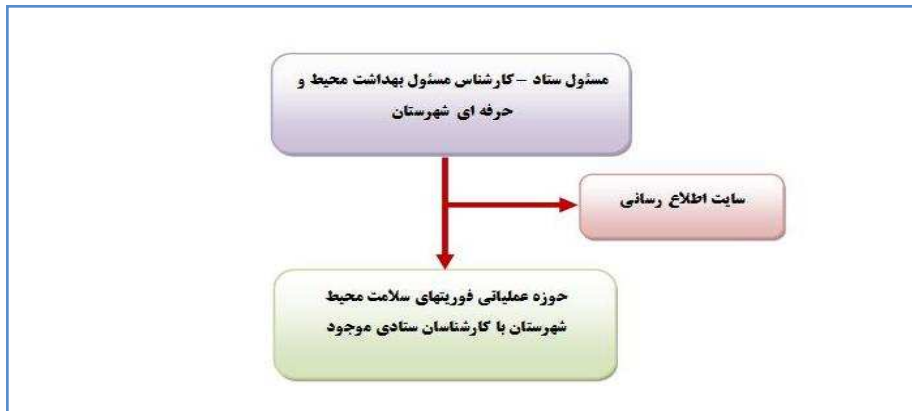 مسئول ستاد – کارشناس مسئول بهداشت محیط و
حرفه ای شهرستان
سایت اطلاع رسانی
حوزه عملیاتی فوریتهای سلامت محیط
شهرستان با کارشناسان ستادی موجود